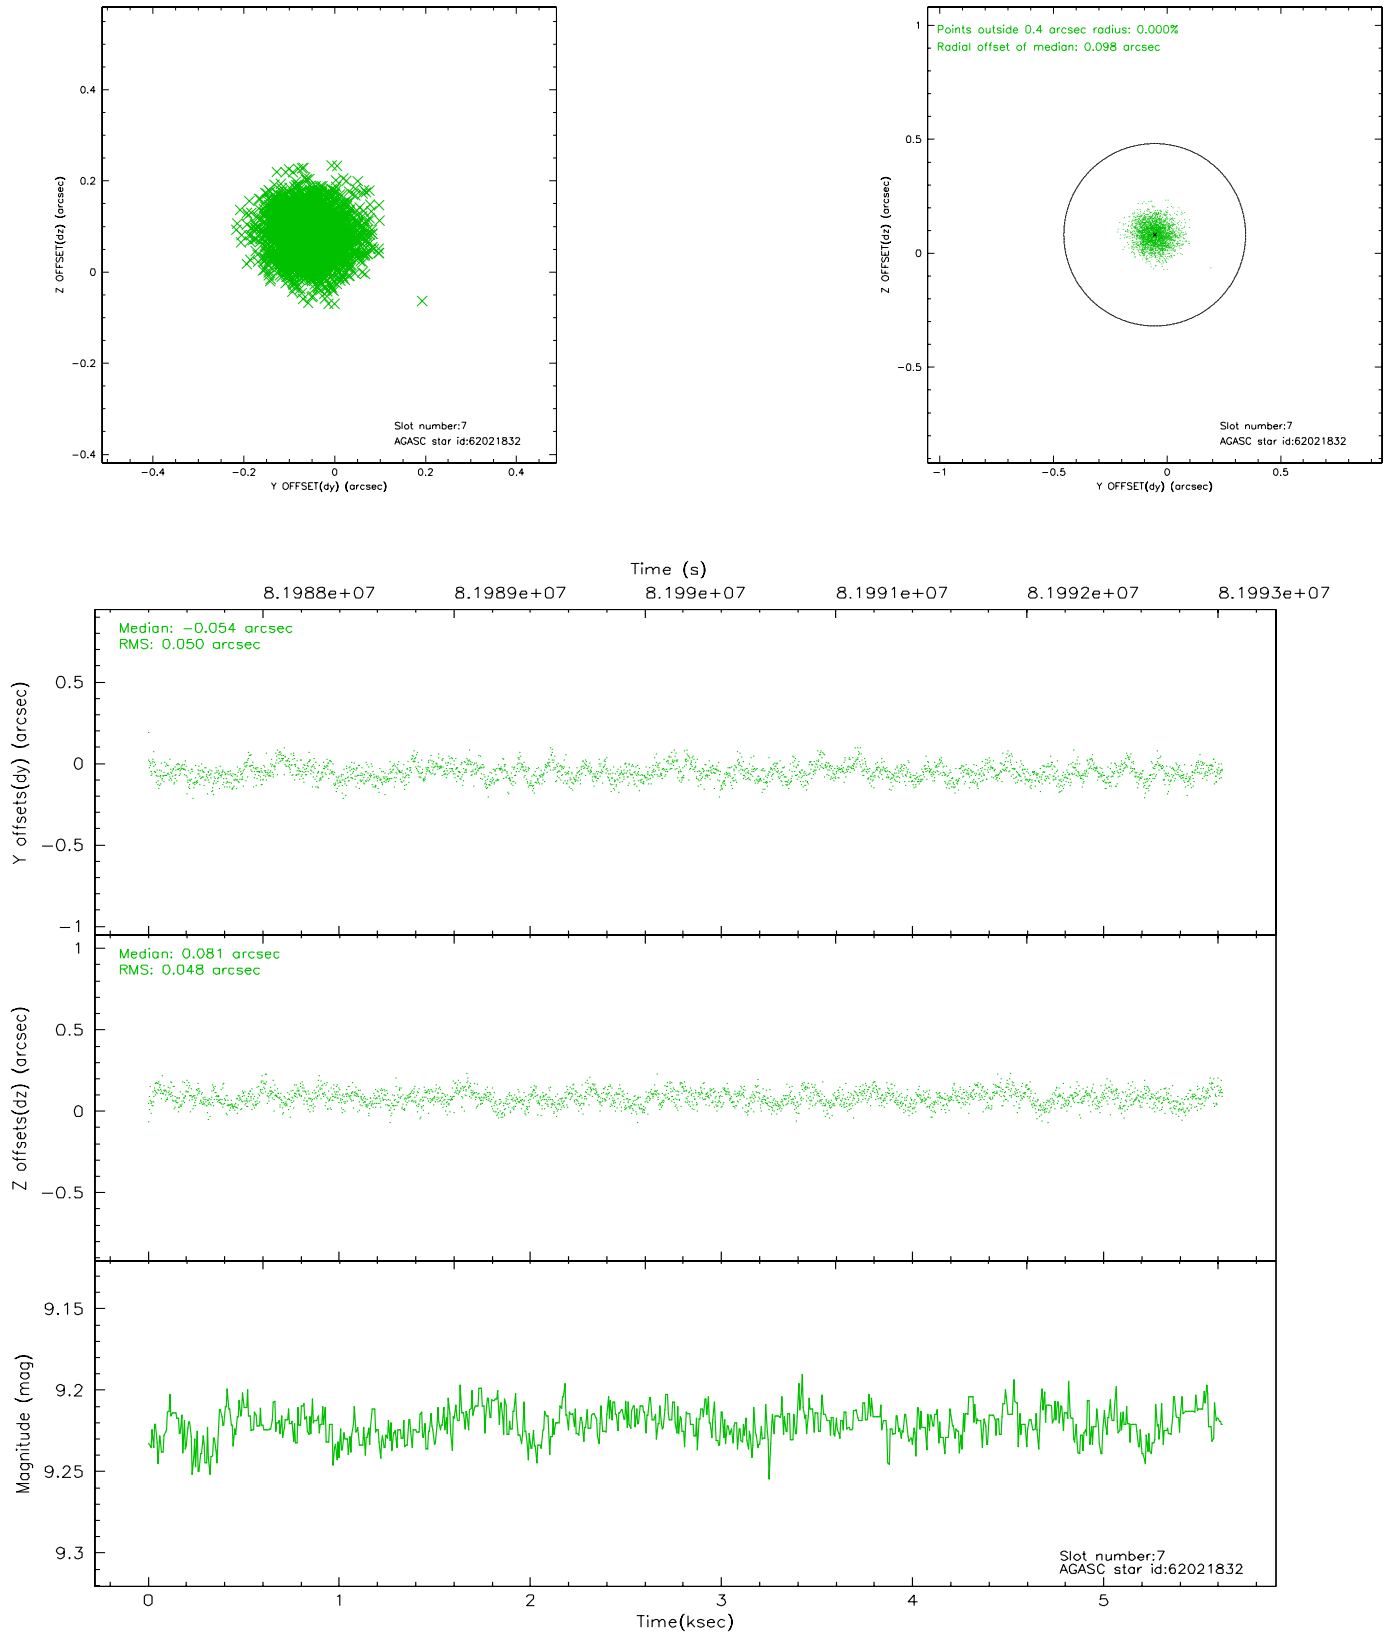 0.4
0.2
0
−0.2
−0.4
Z OFFSET(dz) (arcsec)
Slot number:7
AGASC star id:62021832
−0.4 −0.2 0 0.2 0.4
Y OFFSET(dy) (arcsec)
Points outside 0.4 arcsec radius: 0.000%
Radial offset of median: 0.098 arcsec
1
0.5
0
−0.5
Z OFFSET(dz) (arcsec)
Slot number:7
AGASC star id:62021832
−1 −0.5 0 0.5
Y OFFSET(dy) (arcsec)
Time (s)
8.1988e+07 8.1989e+07 8.199e+07 8.1991e+07 8.1992e+07 8.1993e+07
Median: −0.054 arcsec
RMS: 0.050 arcsec
0.5
0
−0.5
−1
Y offsets(dy) (arcsec)
Median: 0.081 arcsec
RMS: 0.048 arcsec
1
0.5
0
−0.5
Z offsets(dz) (arcsec)
9.15
9.2
9.25
9.3
Magnitude (mag)
Slot number:7
AGASC star id:62021832
0 1 2 3 4 5
Time(ksec)